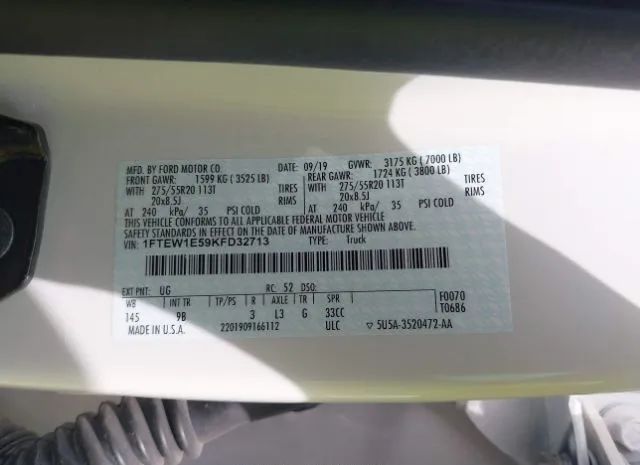 MFD. BY FORD MOTOR CO. DATE: 09/19 GVWR: 3175 KG ( 7000 LB)
FRONT GAWR: 1599 KG ( 3525 LB) REAR GAWR: 1724 KG ( 3800 LB)
WITH 275/55R20 113T TIRES WITH 275/55R20 113T TIRES
20x8.5J RIMS 20x8.5J RIMS
AT 240 kPa/ 35 PSI COLD AT 240 kPa/ 35 PSI COLD
THIS VEHICLE CONFORMS TO ALL APPLICABLE FEDERAL MOTOR VEHICLE
SAFETY STANDARDS IN EFFECT ON THE DATE OF MANUFACTURE SHOWN ABOVE.
VIN: 1FTEW1E59KFD32713 TYPE: Truck
EXT PNT: UG RC: 52 DSO:
WB INT TR TP/PS R AXLE TR SPR F0070
145 9B 3 L3 G 33CC T0686
MADE IN U.S.A. 2201909166112 ULC ▽ 5U5A-3520472-AA